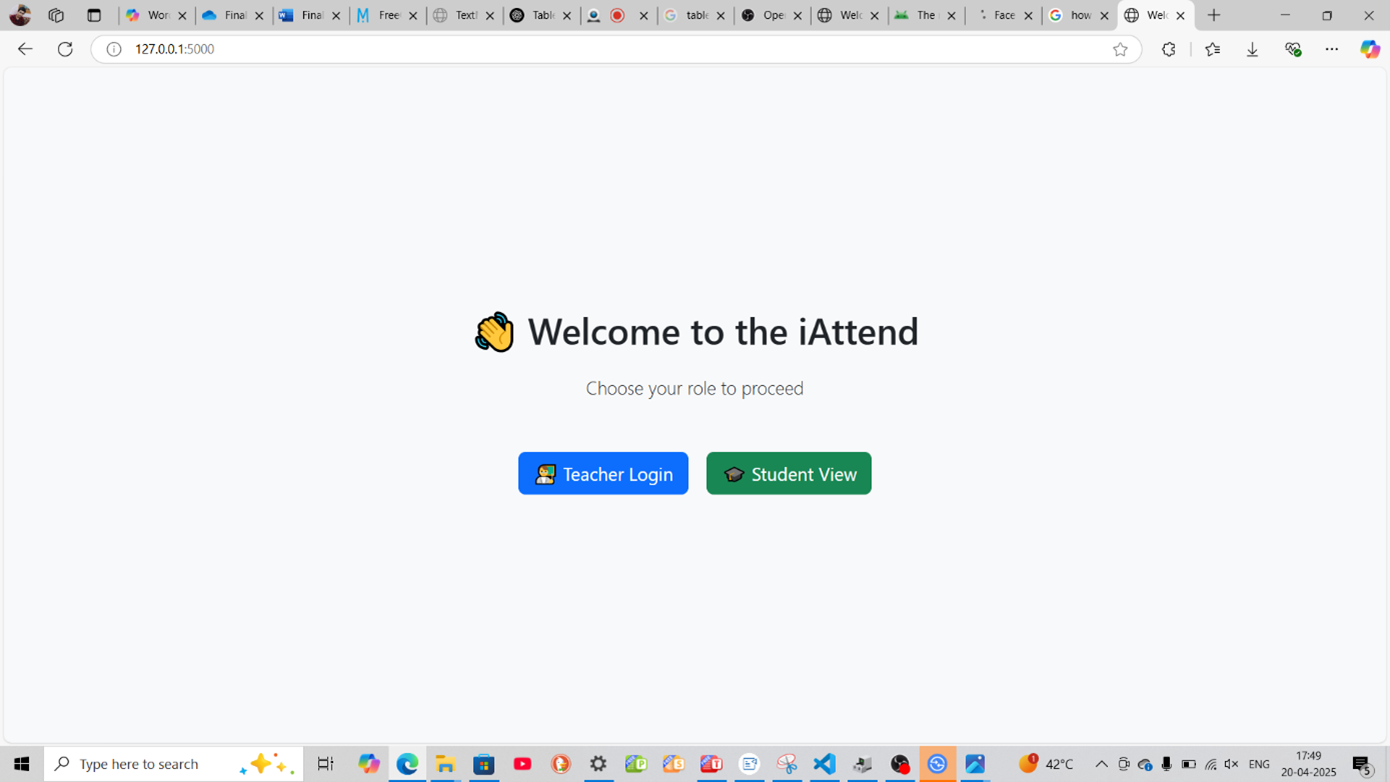 Wor
Final
Final
Free
TextF
Table
table
Ope
Welc
The
Face
how
Welc
127.0.0.1:5000
👋 Welcome to the iAttend
Choose your role to proceed
Teacher Login
Student View
Type here to search
42°C
ENG
17:49
20-04-2025
5